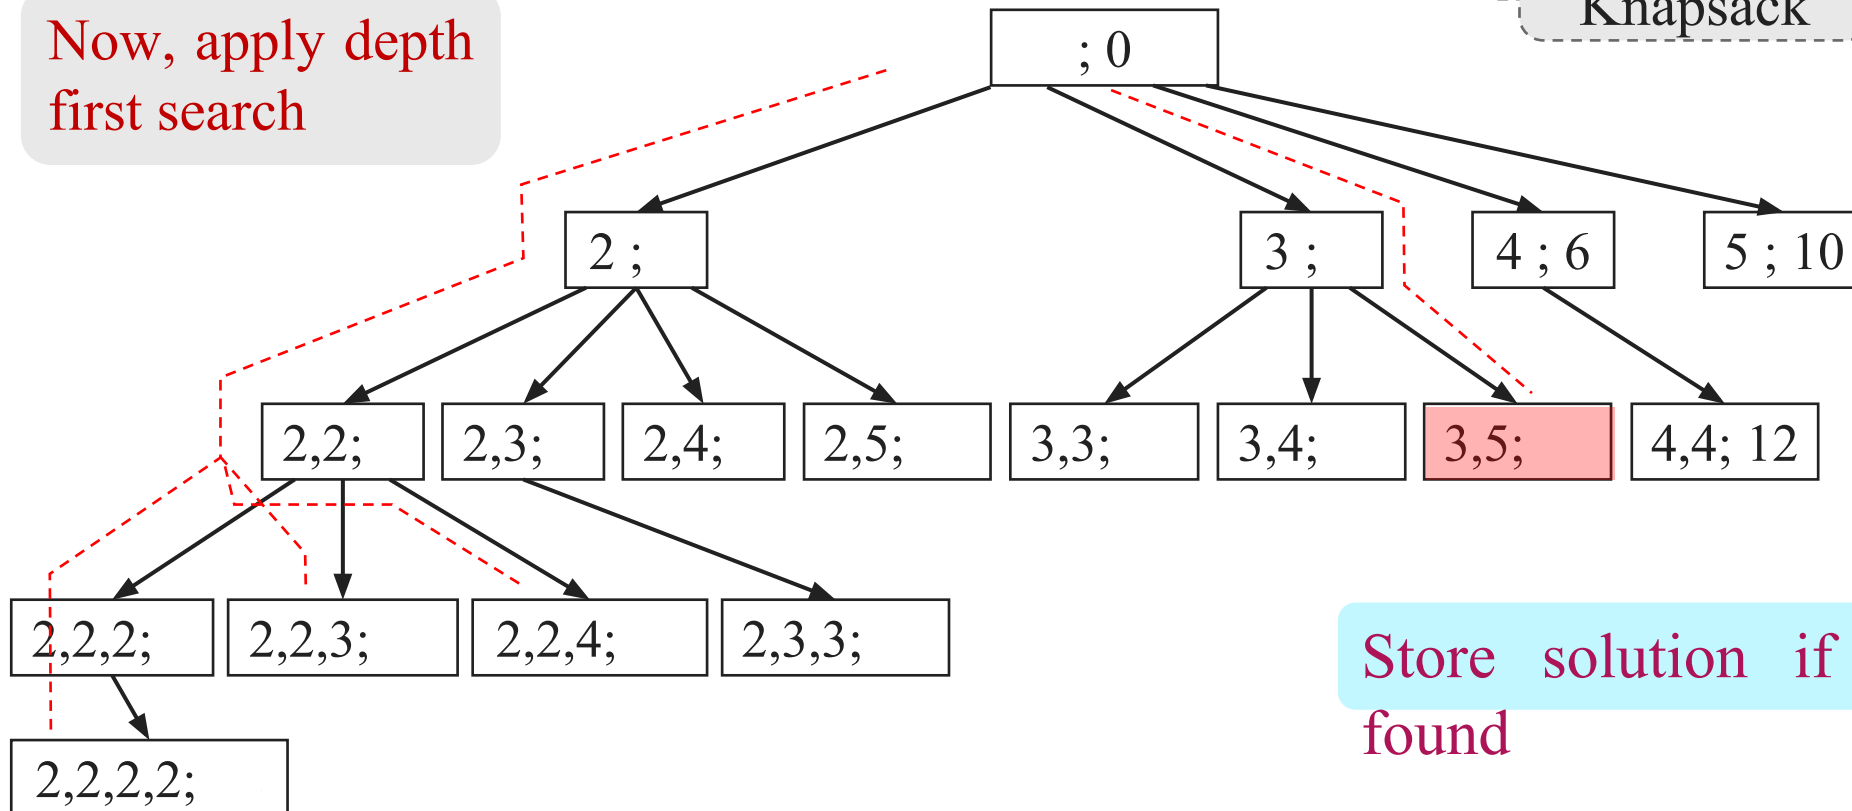 Now, apply depth
first search
Knapsack
; 0
2 ;
3 ;
4 ; 6
5 ; 10
2,2;
2,3;
2,4;
2,5;
3,3;
3,4;
3,5;
4,4; 12
2,2,2;
2,2,3;
2,2,4;
2,3,3;
2,2,2,2;
Store solution if
found